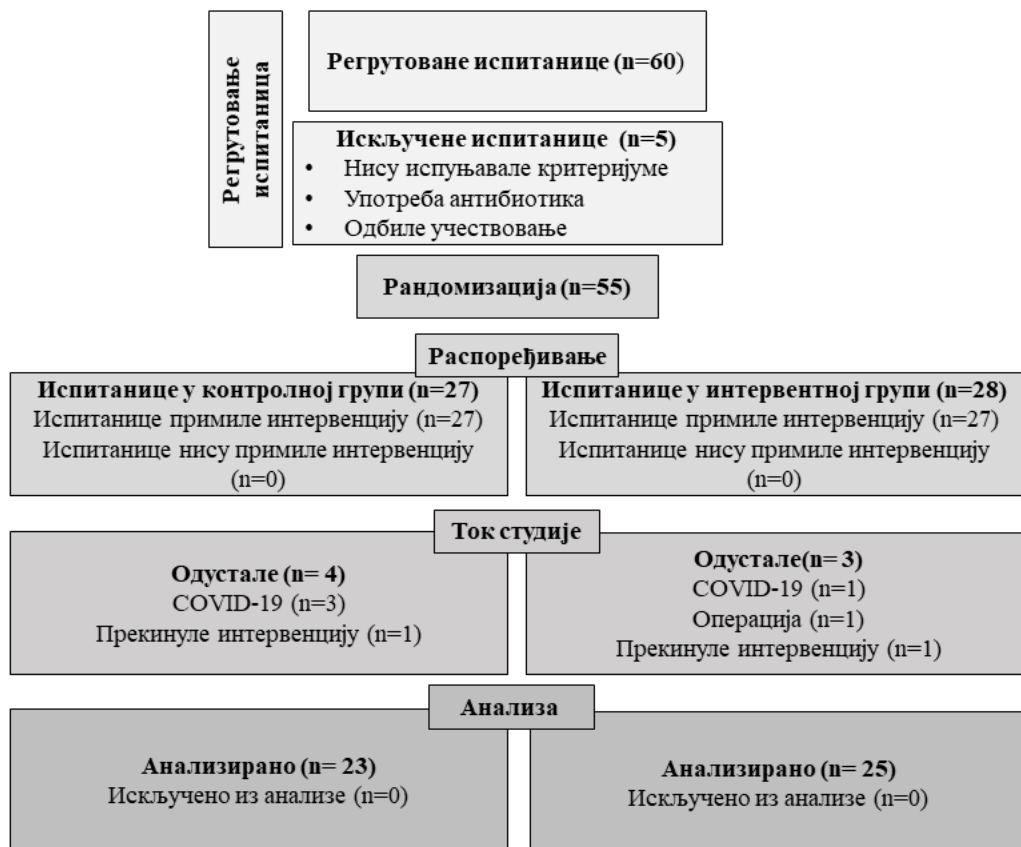 Регрутовање
испитаница
Регрутоване испитанице (n=60)
Искључене испитанице (n=5)
• Нису испуњавале критеријуме
• Употреба антибиотика
• Одбиле учествовање
Рандомизација (n=55)
Распоређивање
Испитанице у контролној групи (n=27)
Испитанице примиле интервенцију (n=27)
Испитанице нису примиле интервенцију
(n=0)
Испитанице у интервентној групи (n=28)
Испитанице примиле интервенцију (n=27)
Испитанице нису примиле интервенцију
(n=0)
Ток студије
Одустале (n= 4)
COVID-19 (n=3)
Прекинуле интервенцију (n=1)
Одустале(n= 3)
COVID-19 (n=1)
Операција (n=1)
Прекинуле интервенцију (n=1)
Анализа
Анализирано (n= 23)
Искључено из анализе (n=0)
Анализирано (n= 25)
Искључено из анализе (n=0)